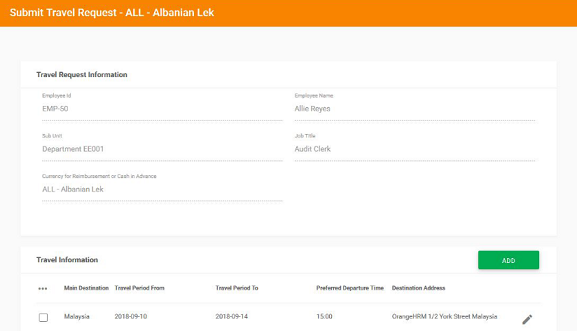 Submit Travel Request - ALL - Albanian Lek
Travel Request Information
Employee Id Employee Name
EMP-50 Allie Reyes
Sub Unit Job Title
Department EE001 Audit Clerk
Currency for Reimbursement or Cash in Advance
ALL - Albanian Lek
Travel Information ADD
Main Destination Travel Period From Travel Period To Preferred Departure Time Destination Address
Malaysia 2018-09-10 2018-09-14 15:00 OrangeHRM 1/2 York Street Malaysia